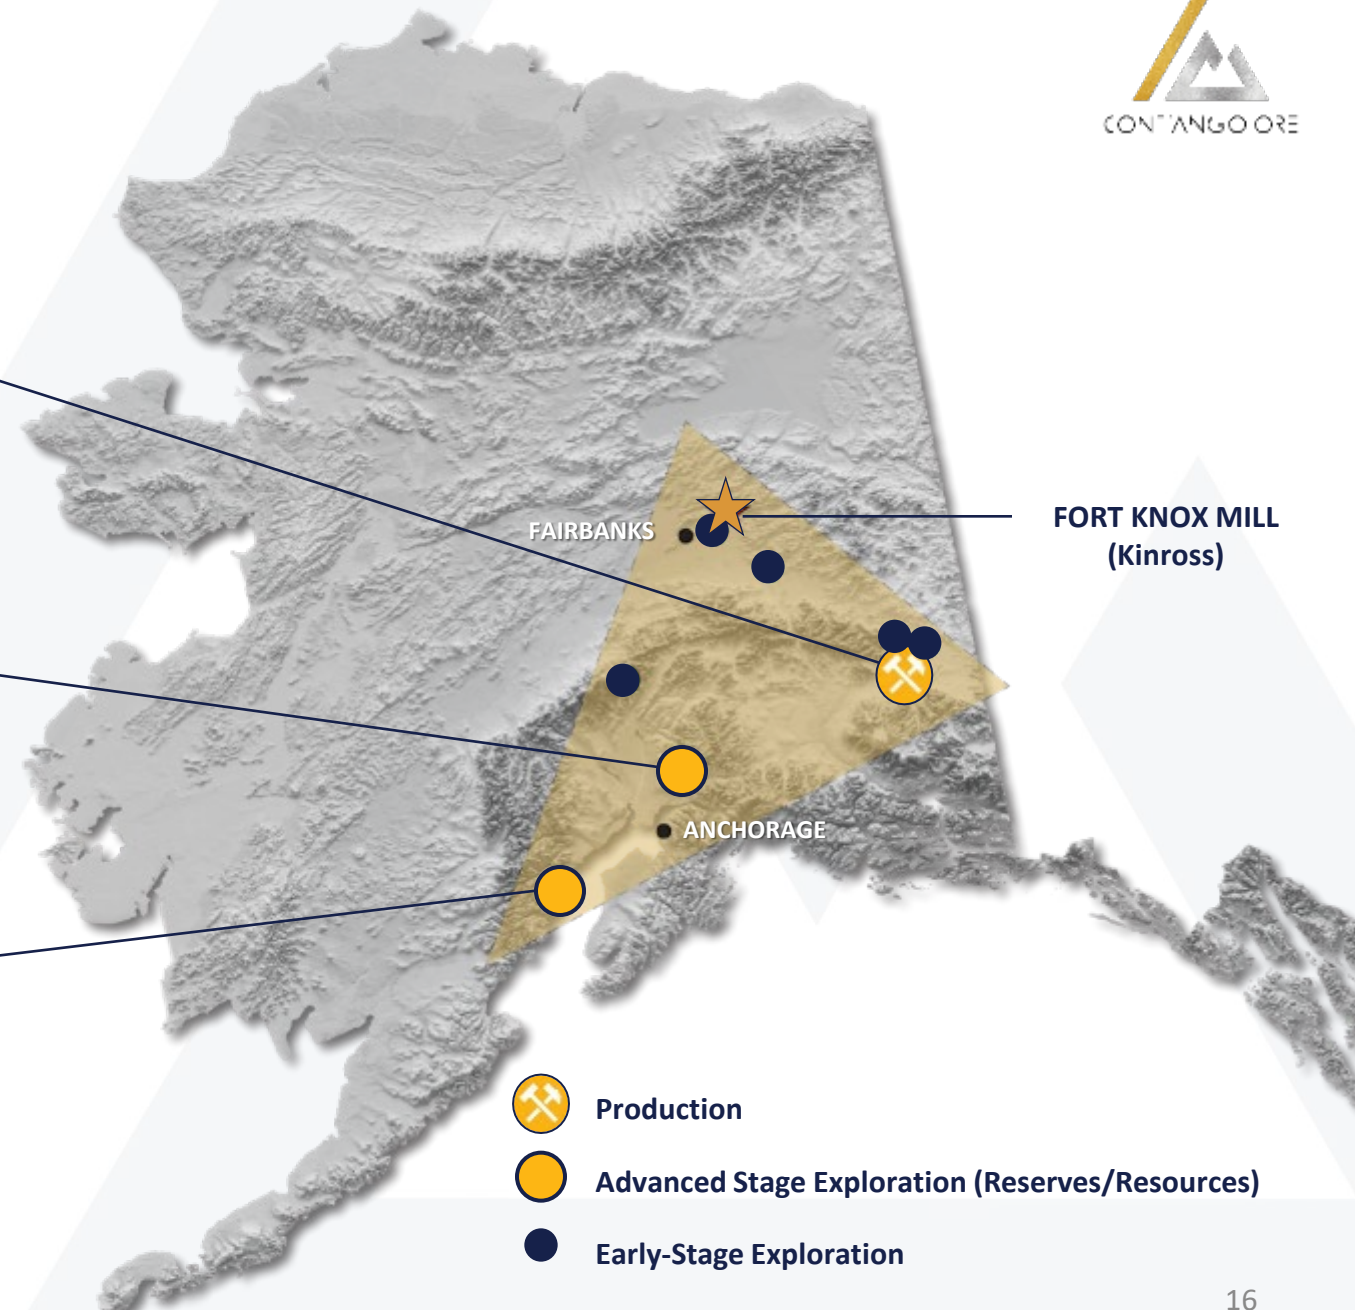 CONTANGO ORE
FAIRBANKS
FORT KNOX MILL
(Kinross)
ANCHORAGE
Production
Advanced Stage Exploration (Reserves/Resources)
Early-Stage Exploration
16